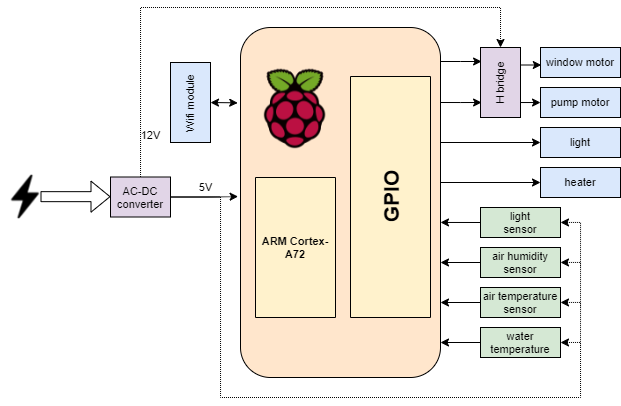 Wifi module
12V
AC-DC
converter
5V
ARM Cortex-
A72
GPIO
H bridge
window motor
pump motor
light
heater
light
sensor
air humidity
sensor
air temperature
sensor
water
temperature